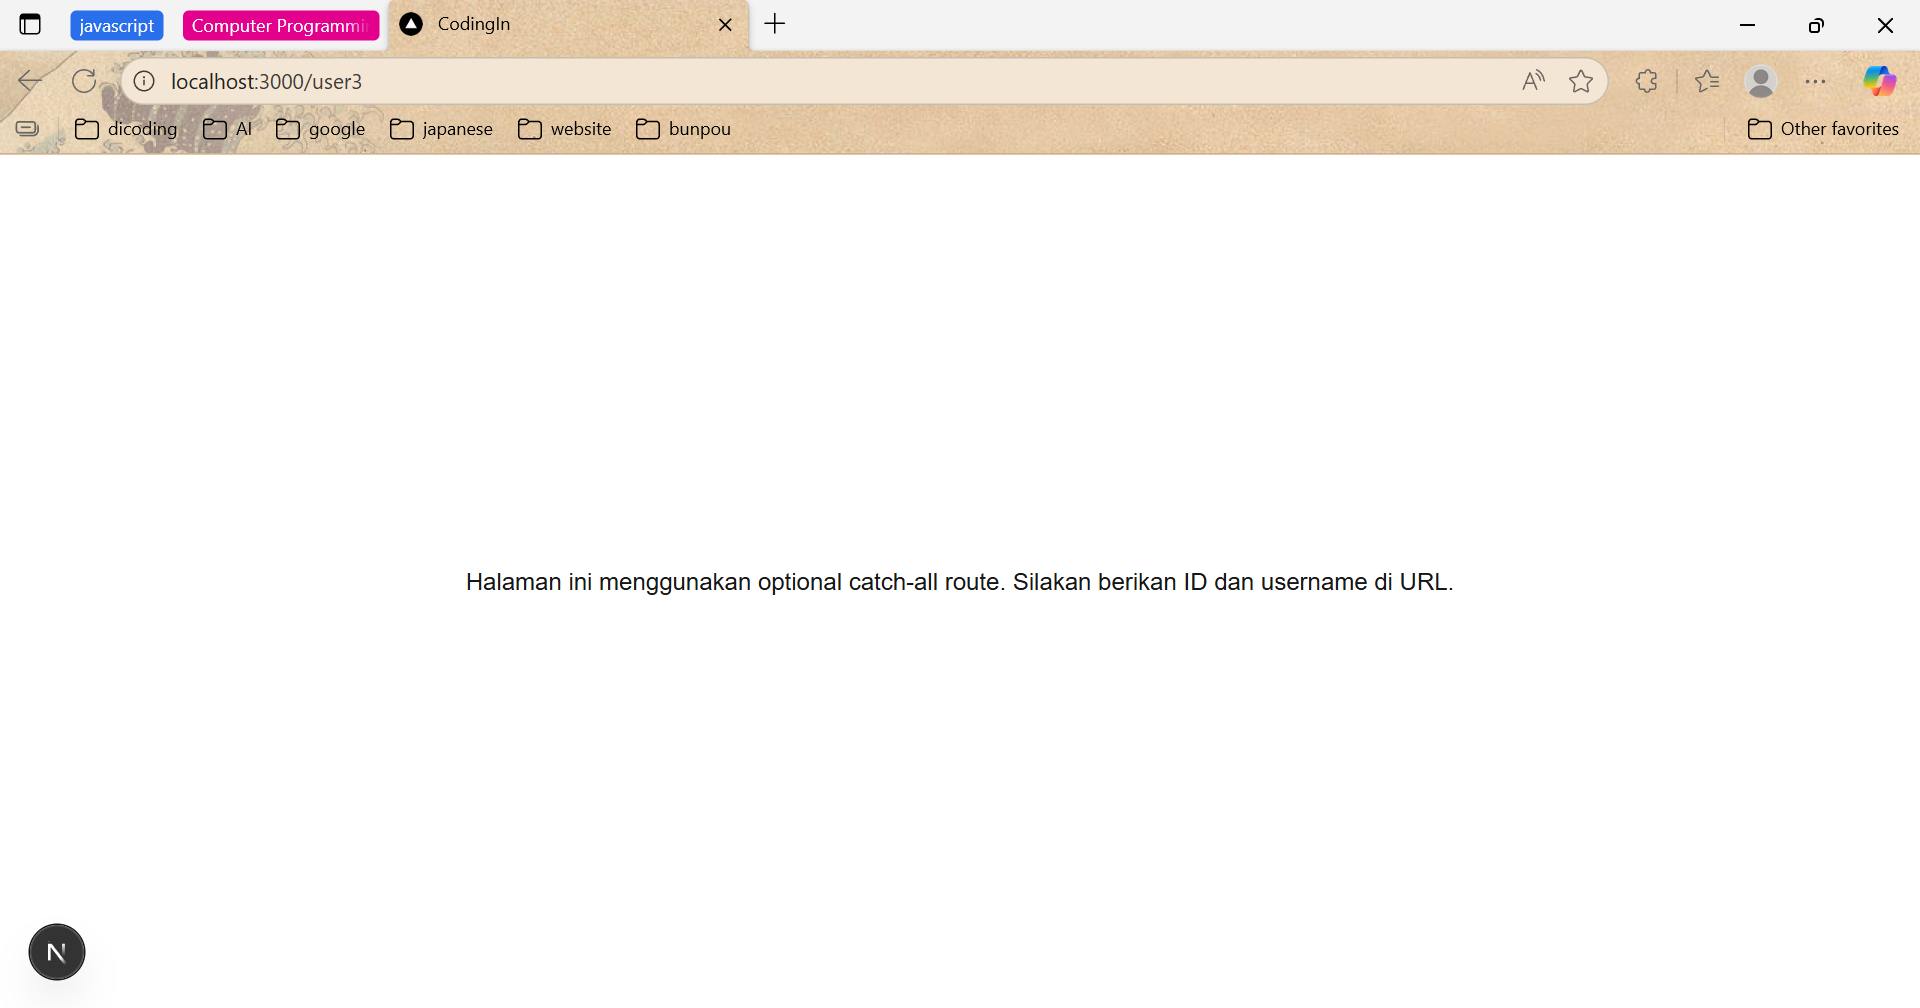 javascript
Computer Programmi
CodingIn
localhost:3000/user3
dicoding
AI
google
japanese
website
bunpou
Other favorites
Halaman ini menggunakan optional catch-all route. Silakan berikan ID dan username di URL.
N